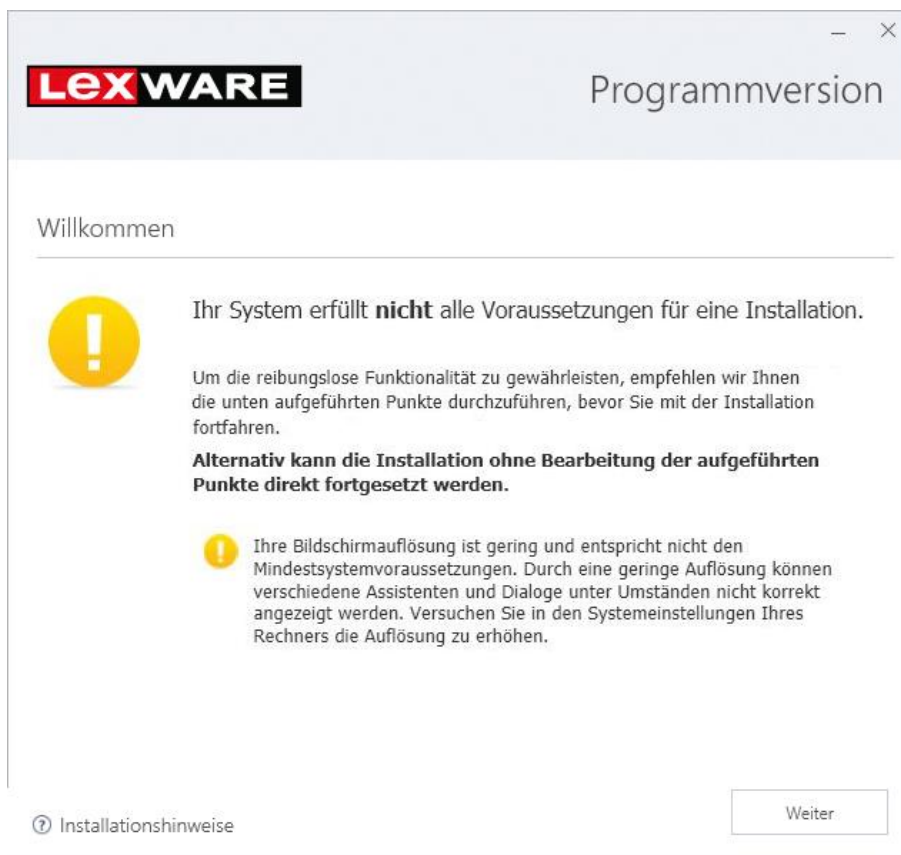 LexWARE
Programmversion
Willkommen
Ihr System erfüllt nicht alle Voraussetzungen für eine Installation.
Um die reibungslose Funktionalität zu gewährleisten, empfehlen wir Ihnen
die unten aufgeführten Punkte durchzuführen, bevor Sie mit der Installation
fortfahren.
Alternativ kann die Installation ohne Bearbeitung der aufgeführten
Punkte direkt fortgesetzt werden.
Ihre Bildschirmauflösung ist gering und entspricht nicht den
Mindestsystemvoraussetzungen. Durch eine geringe Auflösung können
verschiedene Assistenten und Dialoge unter Umständen nicht korrekt
angezeigt werden. Versuchen Sie in den Systemeinstellungen Ihres
Rechners die Auflösung zu erhöhen.
Installationshinweise
Weiter